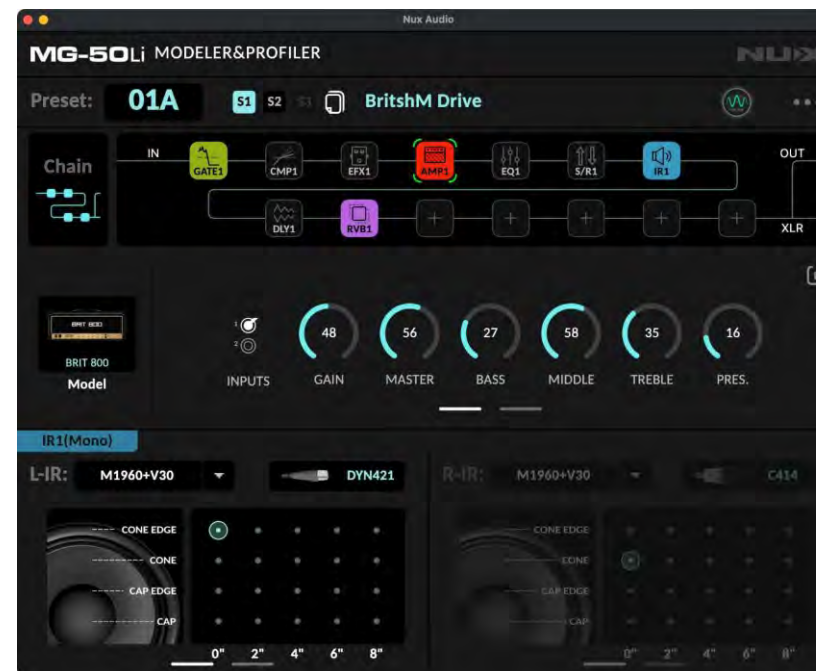 Nux Audio
MG-50Li MODELER&PROFILER
NUX
Preset: 01A S1 S2 S3 BritshM Drive
Chain
IN GATE1 CMP1 EFX1 AMP1 EQ1 S/R1 IR1 OUT
DLY1 RVB1 + + + + + XLR
BRIT 800
BRIT 800
Model
1
2
INPUTS
48
GAIN
56
MASTER
27
BASS
58
MIDDLE
35
TREBLE
16
PRES.
IR1(Mono)
L-IR: M1960+V30 DYN421
CONE EDGE
CONE
CAP EDGE
CAP
0" 2" 4" 6" 8"
R-IR: M1960+V30 C414
CONE EDGE
CONE
CAP EDGE
CAP
0" 2" 4" 6" 8"